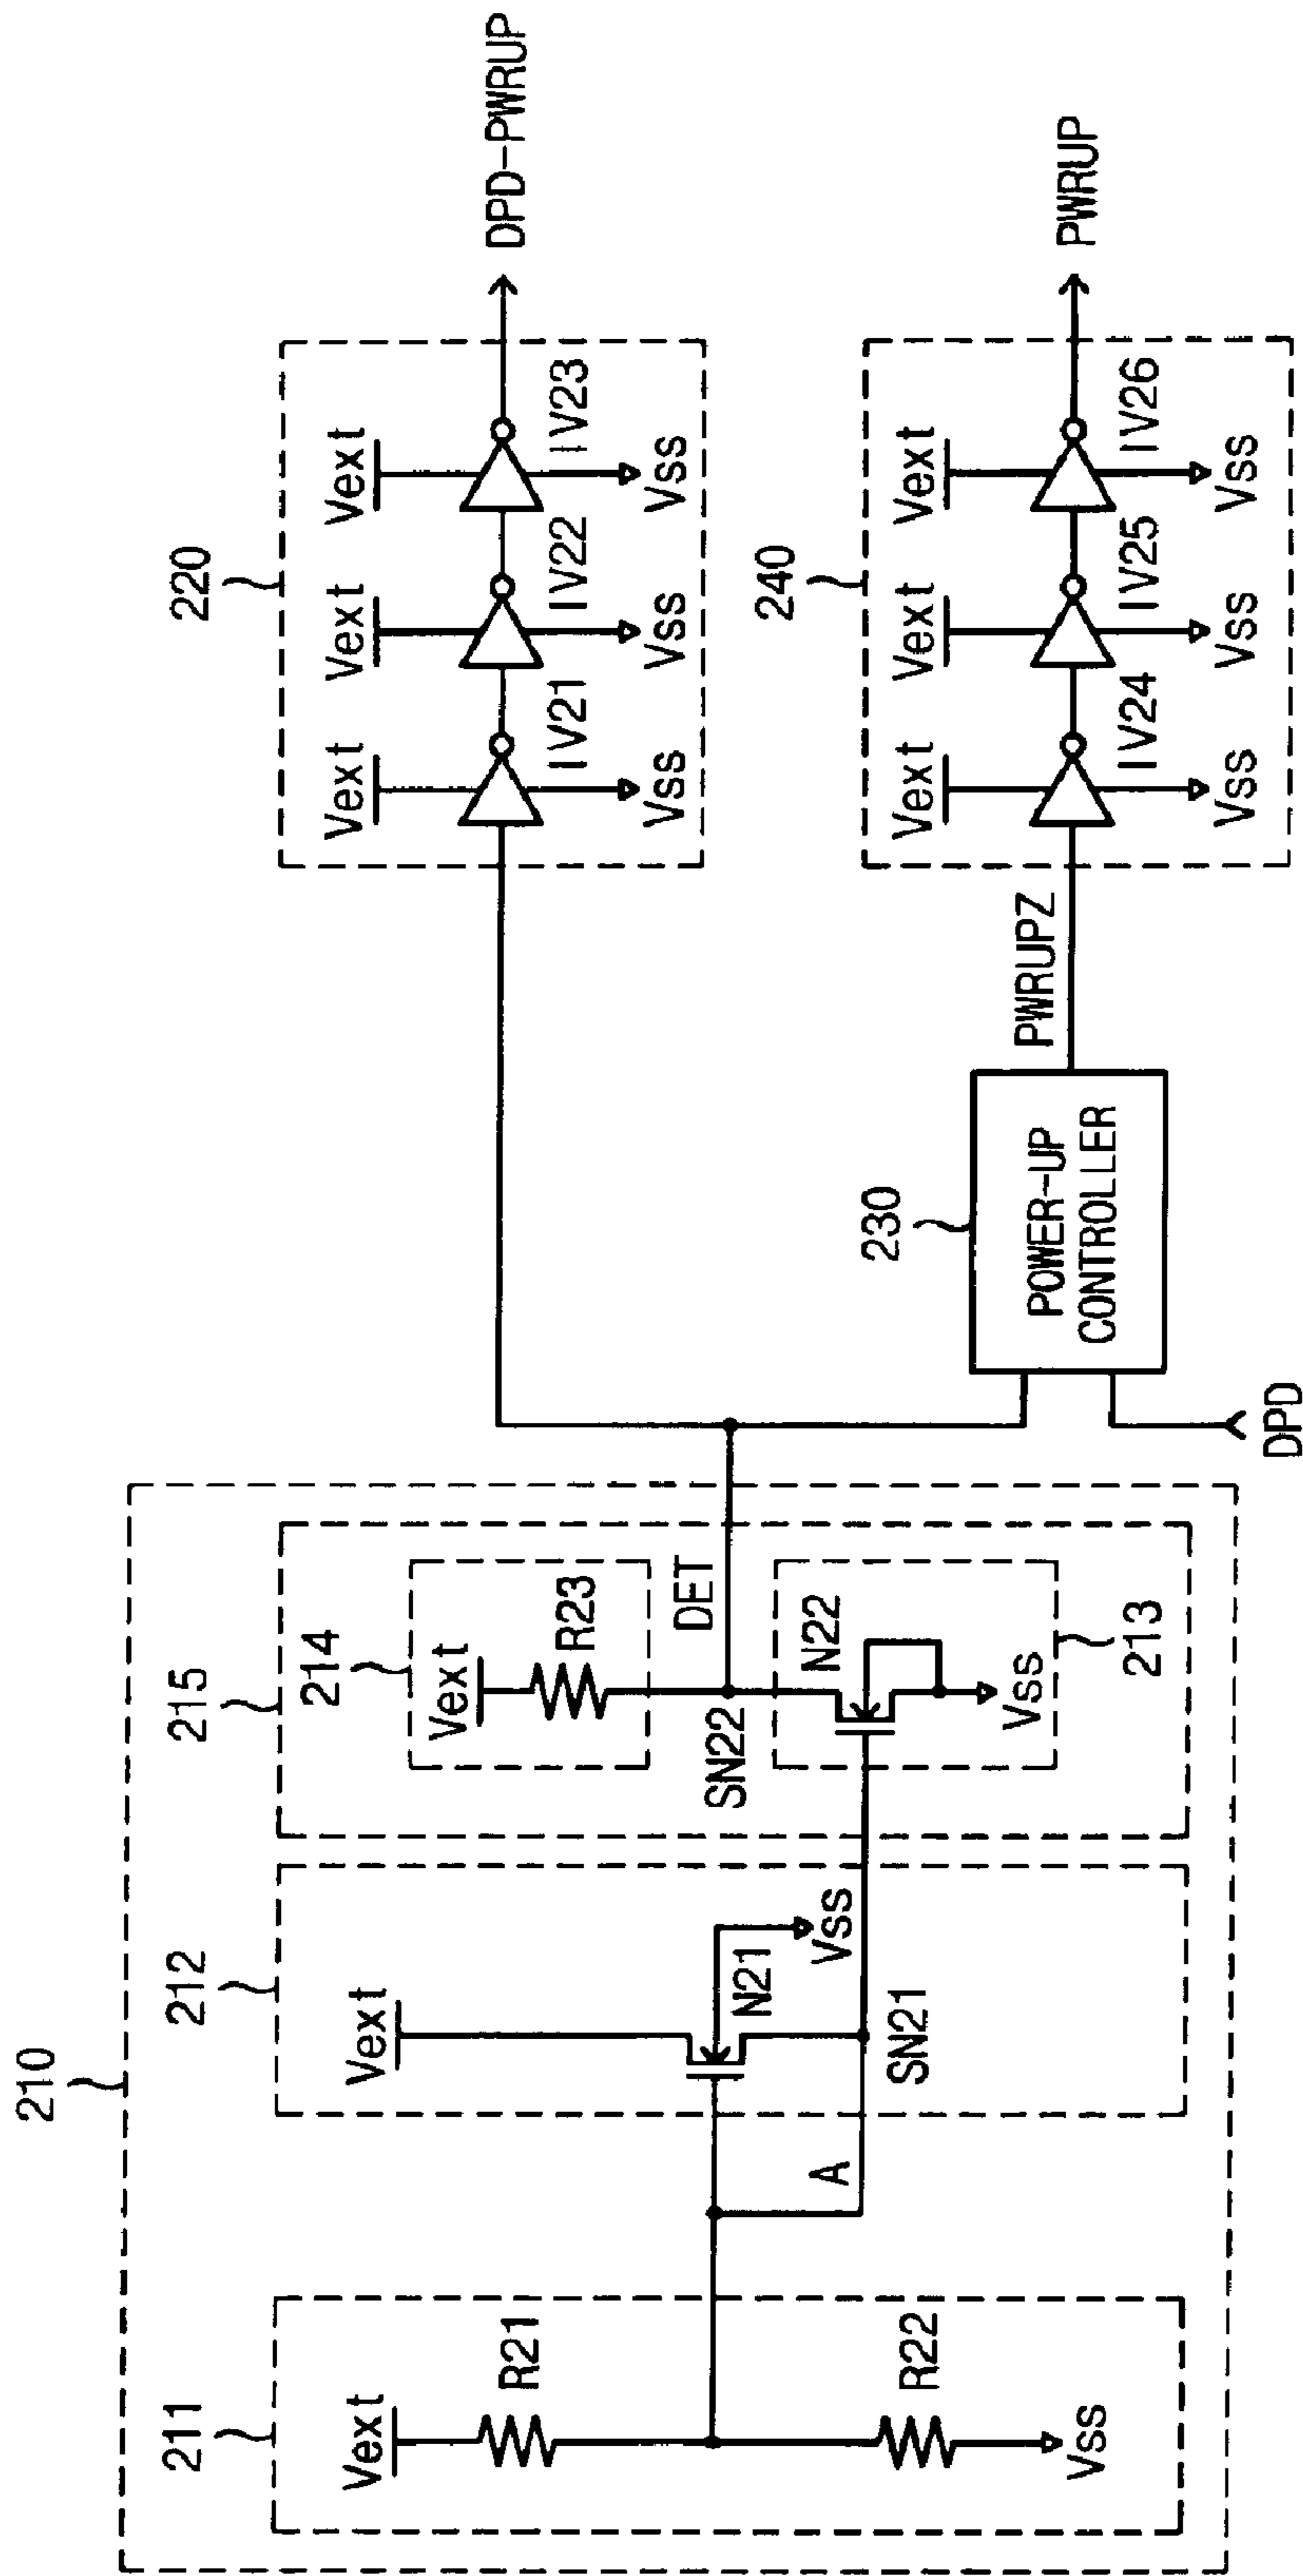 210
211
Vext
R21
R22
Vss
A
212
Vext
N21
Vss
SN21
215
214
Vext
R23
SN22
DET
N22
Vss
213
DPD
230
POWER-UP
CONTROLLER
PWRUPZ
220
Vext
Vext
Vext
IV21
IV22
IV23
Vss
Vss
Vss
DPD-PWRUP
240
Vext
Vext
Vext
IV24
IV25
IV26
Vss
Vss
Vss
PWRUP